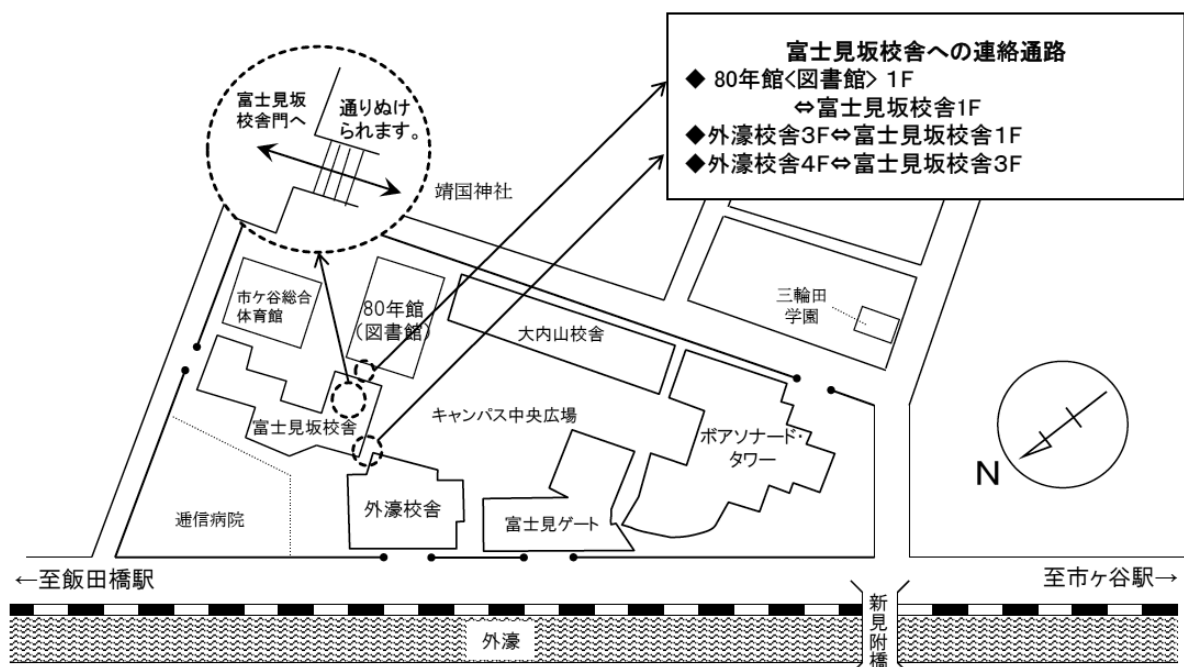 富士見坂校舎への連絡通路
◆ 80年館<図書館> 1F
⇔富士見坂校舎1F
◆外濠校舎3F⇔富士見坂校舎1F
◆外濠校舎4F⇔富士見坂校舎3F
富士見坂
校舎門へ
通りぬけ
られます。
靖国神社
市ケ谷総合
体育館
80年館
(図書館)
大内山校舎
三輪田
学園
富士見坂校舎
キャンパス中央広場
ボアソナード・
タワー
外濠校舎
富士見ゲート
逓信病院
N
←至飯田橋駅
至市ヶ谷駅→
外濠
新見附橋